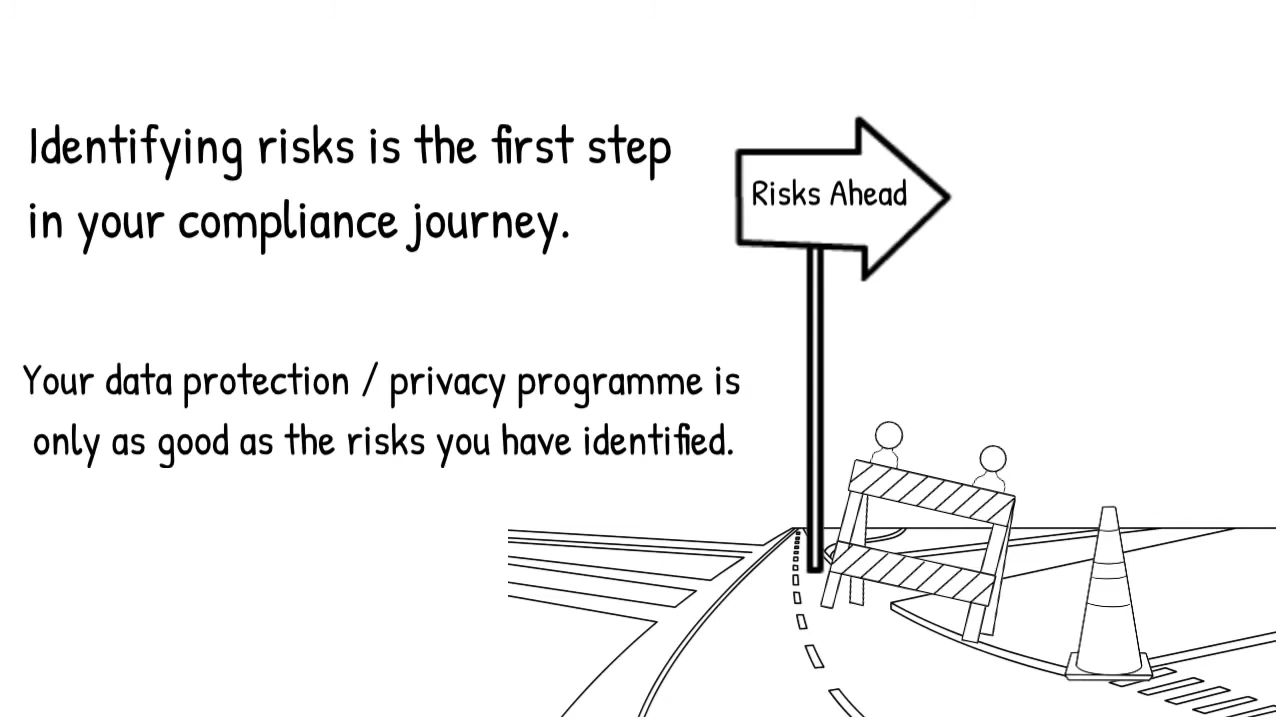 Identifying risks is the first step
in your compliance journey.
Risks Ahead
Your data protection / privacy programme is
only as good as the risks you have identified.